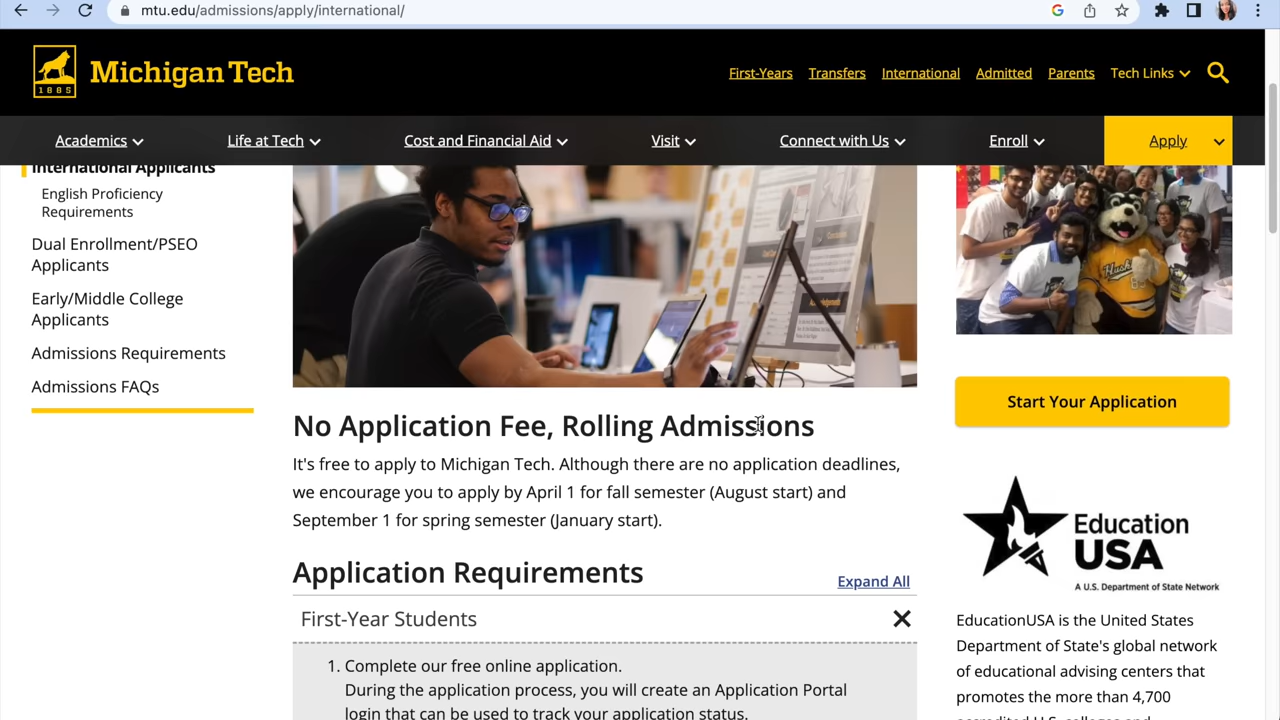 mtu.edu/admissions/apply/international/
1885
Michigan Tech
First-Years Transfers International Admitted Parents Tech Links
Academics Life at Tech Cost and Financial Aid Visit Connect with Us Enroll Apply
International Applicants
English Proficiency
Requirements
Dual Enrollment/PSEO
Applicants
Early/Middle College
Applicants
Admissions Requirements
Admissions FAQs
No Application Fee, Rolling Admissions
It's free to apply to Michigan Tech. Although there are no application deadlines,
we encourage you to apply by April 1 for fall semester (August start) and
September 1 for spring semester (January start).
Application Requirements
Expand All
First-Year Students
1. Complete our free online application.
During the application process, you will create an Application Portal
login that can be used to track your application status.
Huskies
Start Your Application
Education
USA
A U.S. Department of State Network
EducationUSA is the United States
Department of State's global network
of educational advising centers that
promotes the more than 4,700